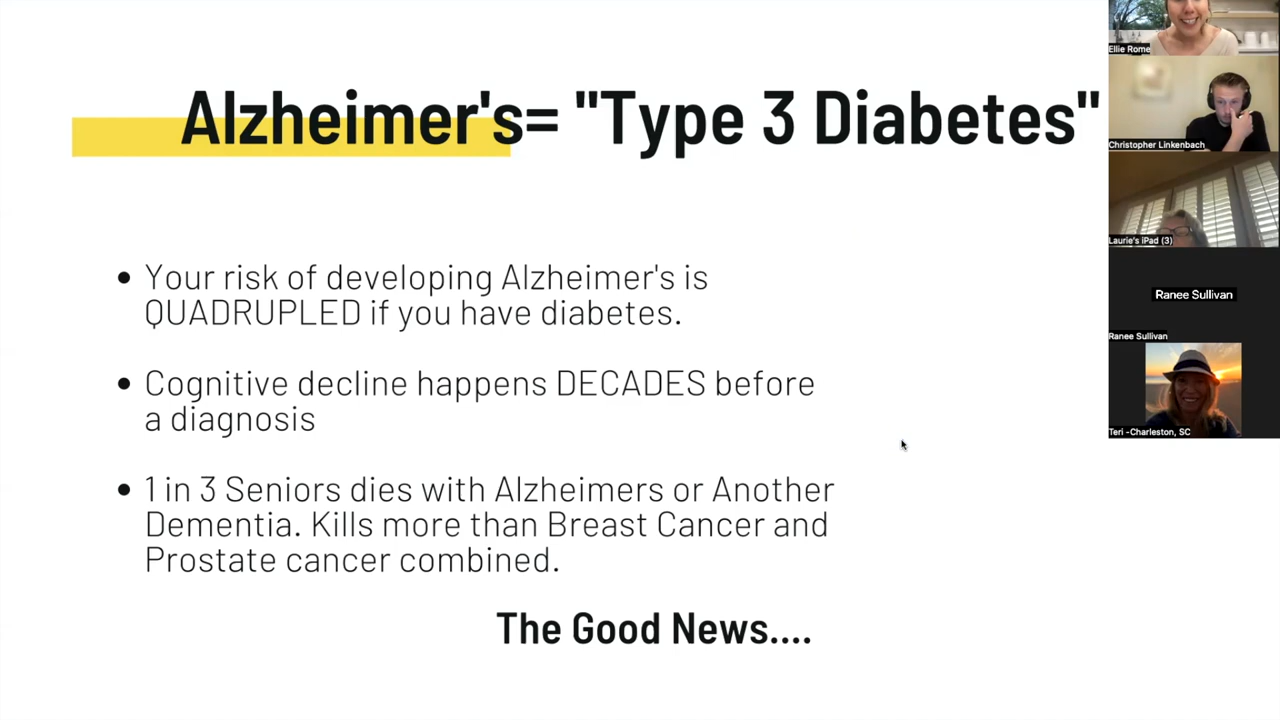 Alzheimer's= "Type 3 Diabetes"
• Your risk of developing Alzheimer's is
QUADRUPLED if you have diabetes.
• Cognitive decline happens DECADES before
a diagnosis
• 1 in 3 Seniors dies with Alzheimers or Another
Dementia. Kills more than Breast Cancer and
Prostate cancer combined.
The Good News....
Ellie Rome
Christopher Linkenbach
Laurie's iPad (3)
Ranee Sullivan
Ranee Sullivan
Teri -Charleston, SC